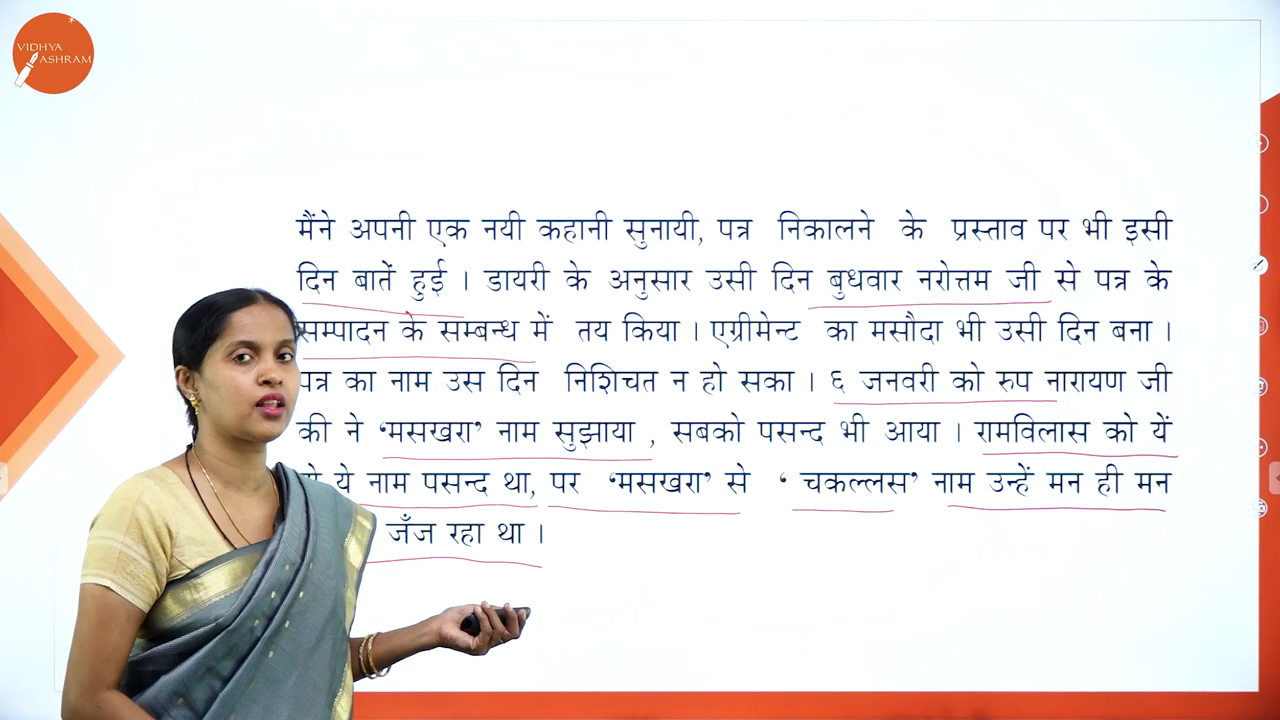 VIDHYA
ASHRAM
मैंने अपनी एक नयी कहानी सुनायी, पत्र निकालने के प्रस्ताव पर भी इसी
दिन बातें हुई । डायरी के अनुसार उसी दिन बुधवार नरोत्तम जी से पत्र के
सम्पादन के सम्बन्ध में तय किया । एग्रीमेन्ट का मसौदा भी उसी दिन बना ।
पत्र का नाम उस दिन निशिचत न हो सका । ६ जनवरी को रुप नारायण जी
की ने ‘मसखरा’ नाम सुझाया , सबको पसन्द भी आया । रामविलास को यें
ये नाम पसन्द था, पर ‘मसखरा’ से ‘ चकल्लस’ नाम उन्हें मन ही मन
जँज रहा था ।